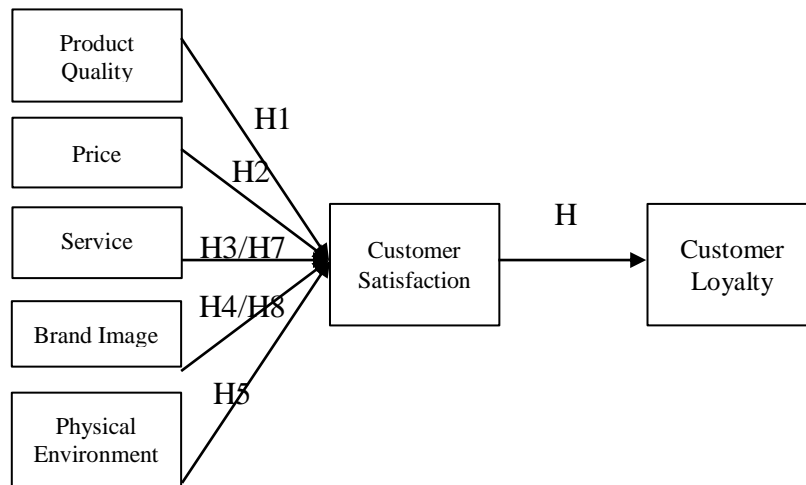 Product
Quality
H1
Price
H2
Service
H3/H7
Customer
Satisfaction
H
Customer
Loyalty
Brand Image
H4/H8
Physical
Environment
H5